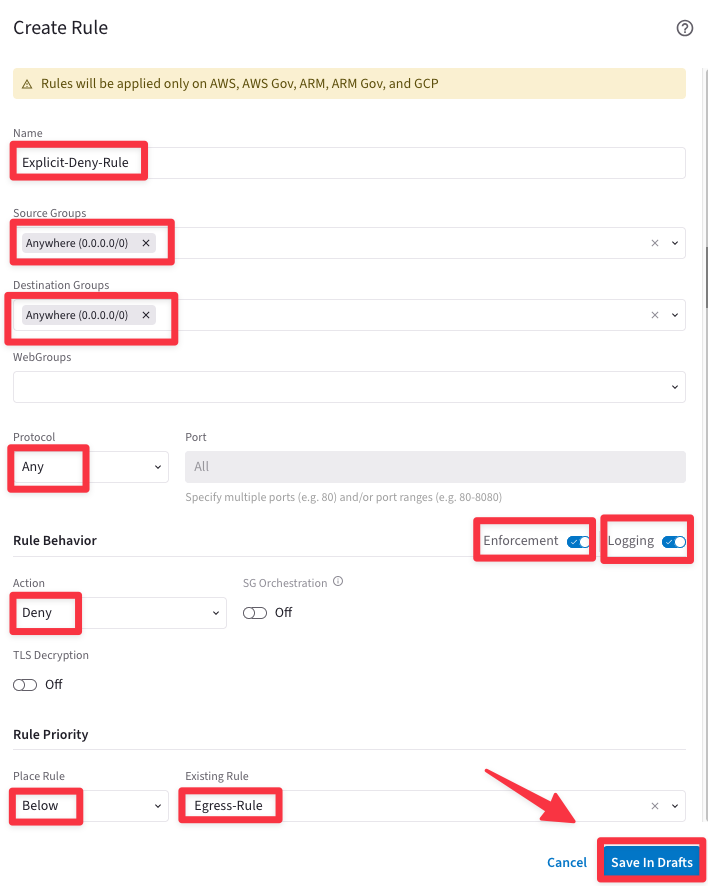 Create Rule
Rules will be applied only on AWS, AWS Gov, ARM, ARM Gov, and GCP
Name
Explicit-Deny-Rule
Source Groups
Anywhere (0.0.0.0/0)
Destination Groups
Anywhere (0.0.0.0/0)
WebGroups
Protocol Port
Any All
Specify multiple ports (e.g. 80) and/or port ranges (e.g. 80-8080)
Rule Behavior Enforcement Logging
Action SG Orchestration
Deny Off
TLS Decryption
Off
Rule Priority
Place Rule Existing Rule
Below Egress-Rule
Cancel Save In Drafts